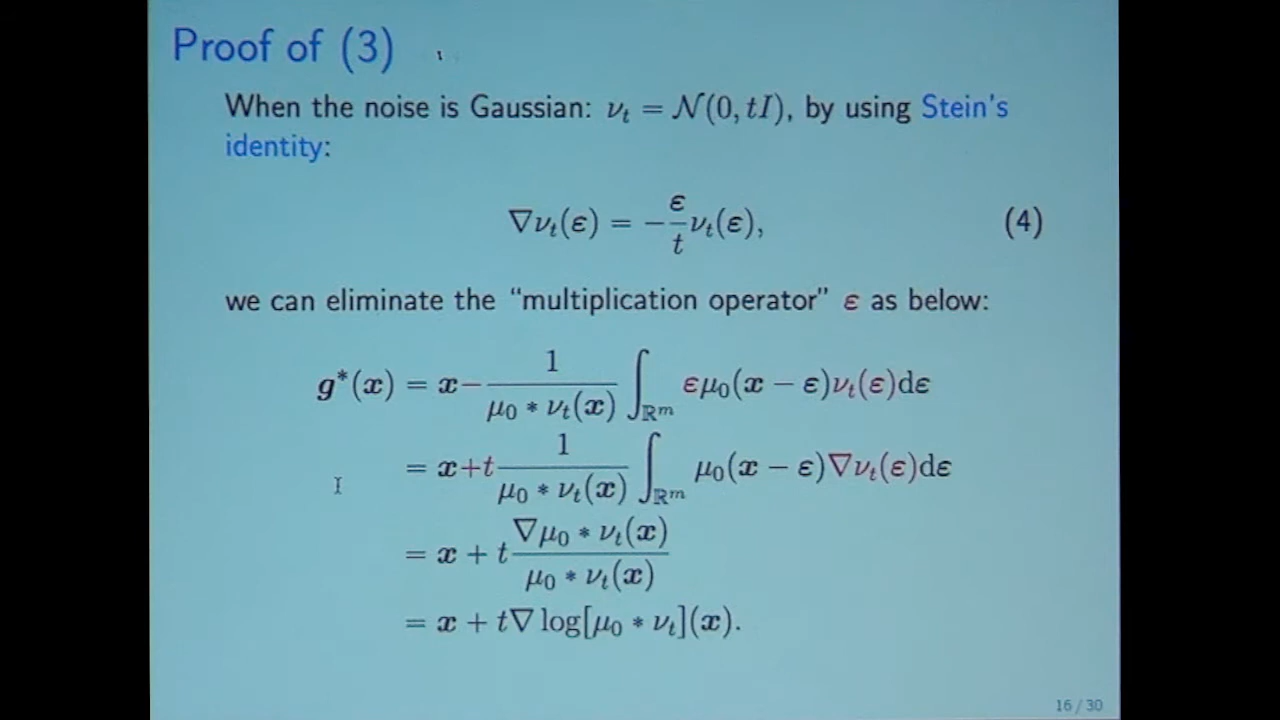 Proof of (3)
When the noise is Gaussian: νₜ = 𝒩(0, tI), by using Stein's
identity:
∇νₜ(ε) = −(ε/t)νₜ(ε), (4)
we can eliminate the "multiplication operator" ε as below:
g*(x) = x − 1/(μ₀ * νₜ(x)) ∫_ℝᵐ εμ₀(x − ε)νₜ(ε)dε
= x + t 1/(μ₀ * νₜ(x)) ∫_ℝᵐ μ₀(x − ε)∇νₜ(ε)dε
= x + t (∇μ₀ * νₜ(x))/(μ₀ * νₜ(x))
= x + t∇ log[μ₀ * νₜ](x).
16 / 30